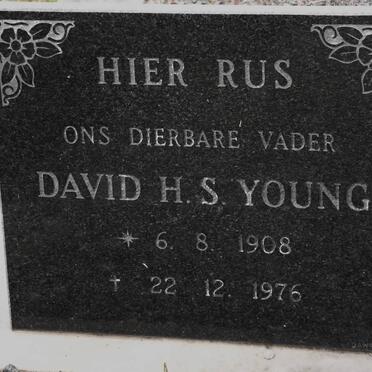 HIER RUS
ONS DIERBARE VADER
DAVID H. S. YOUNG
* 6. 8. 1908
† 22 12. 1976